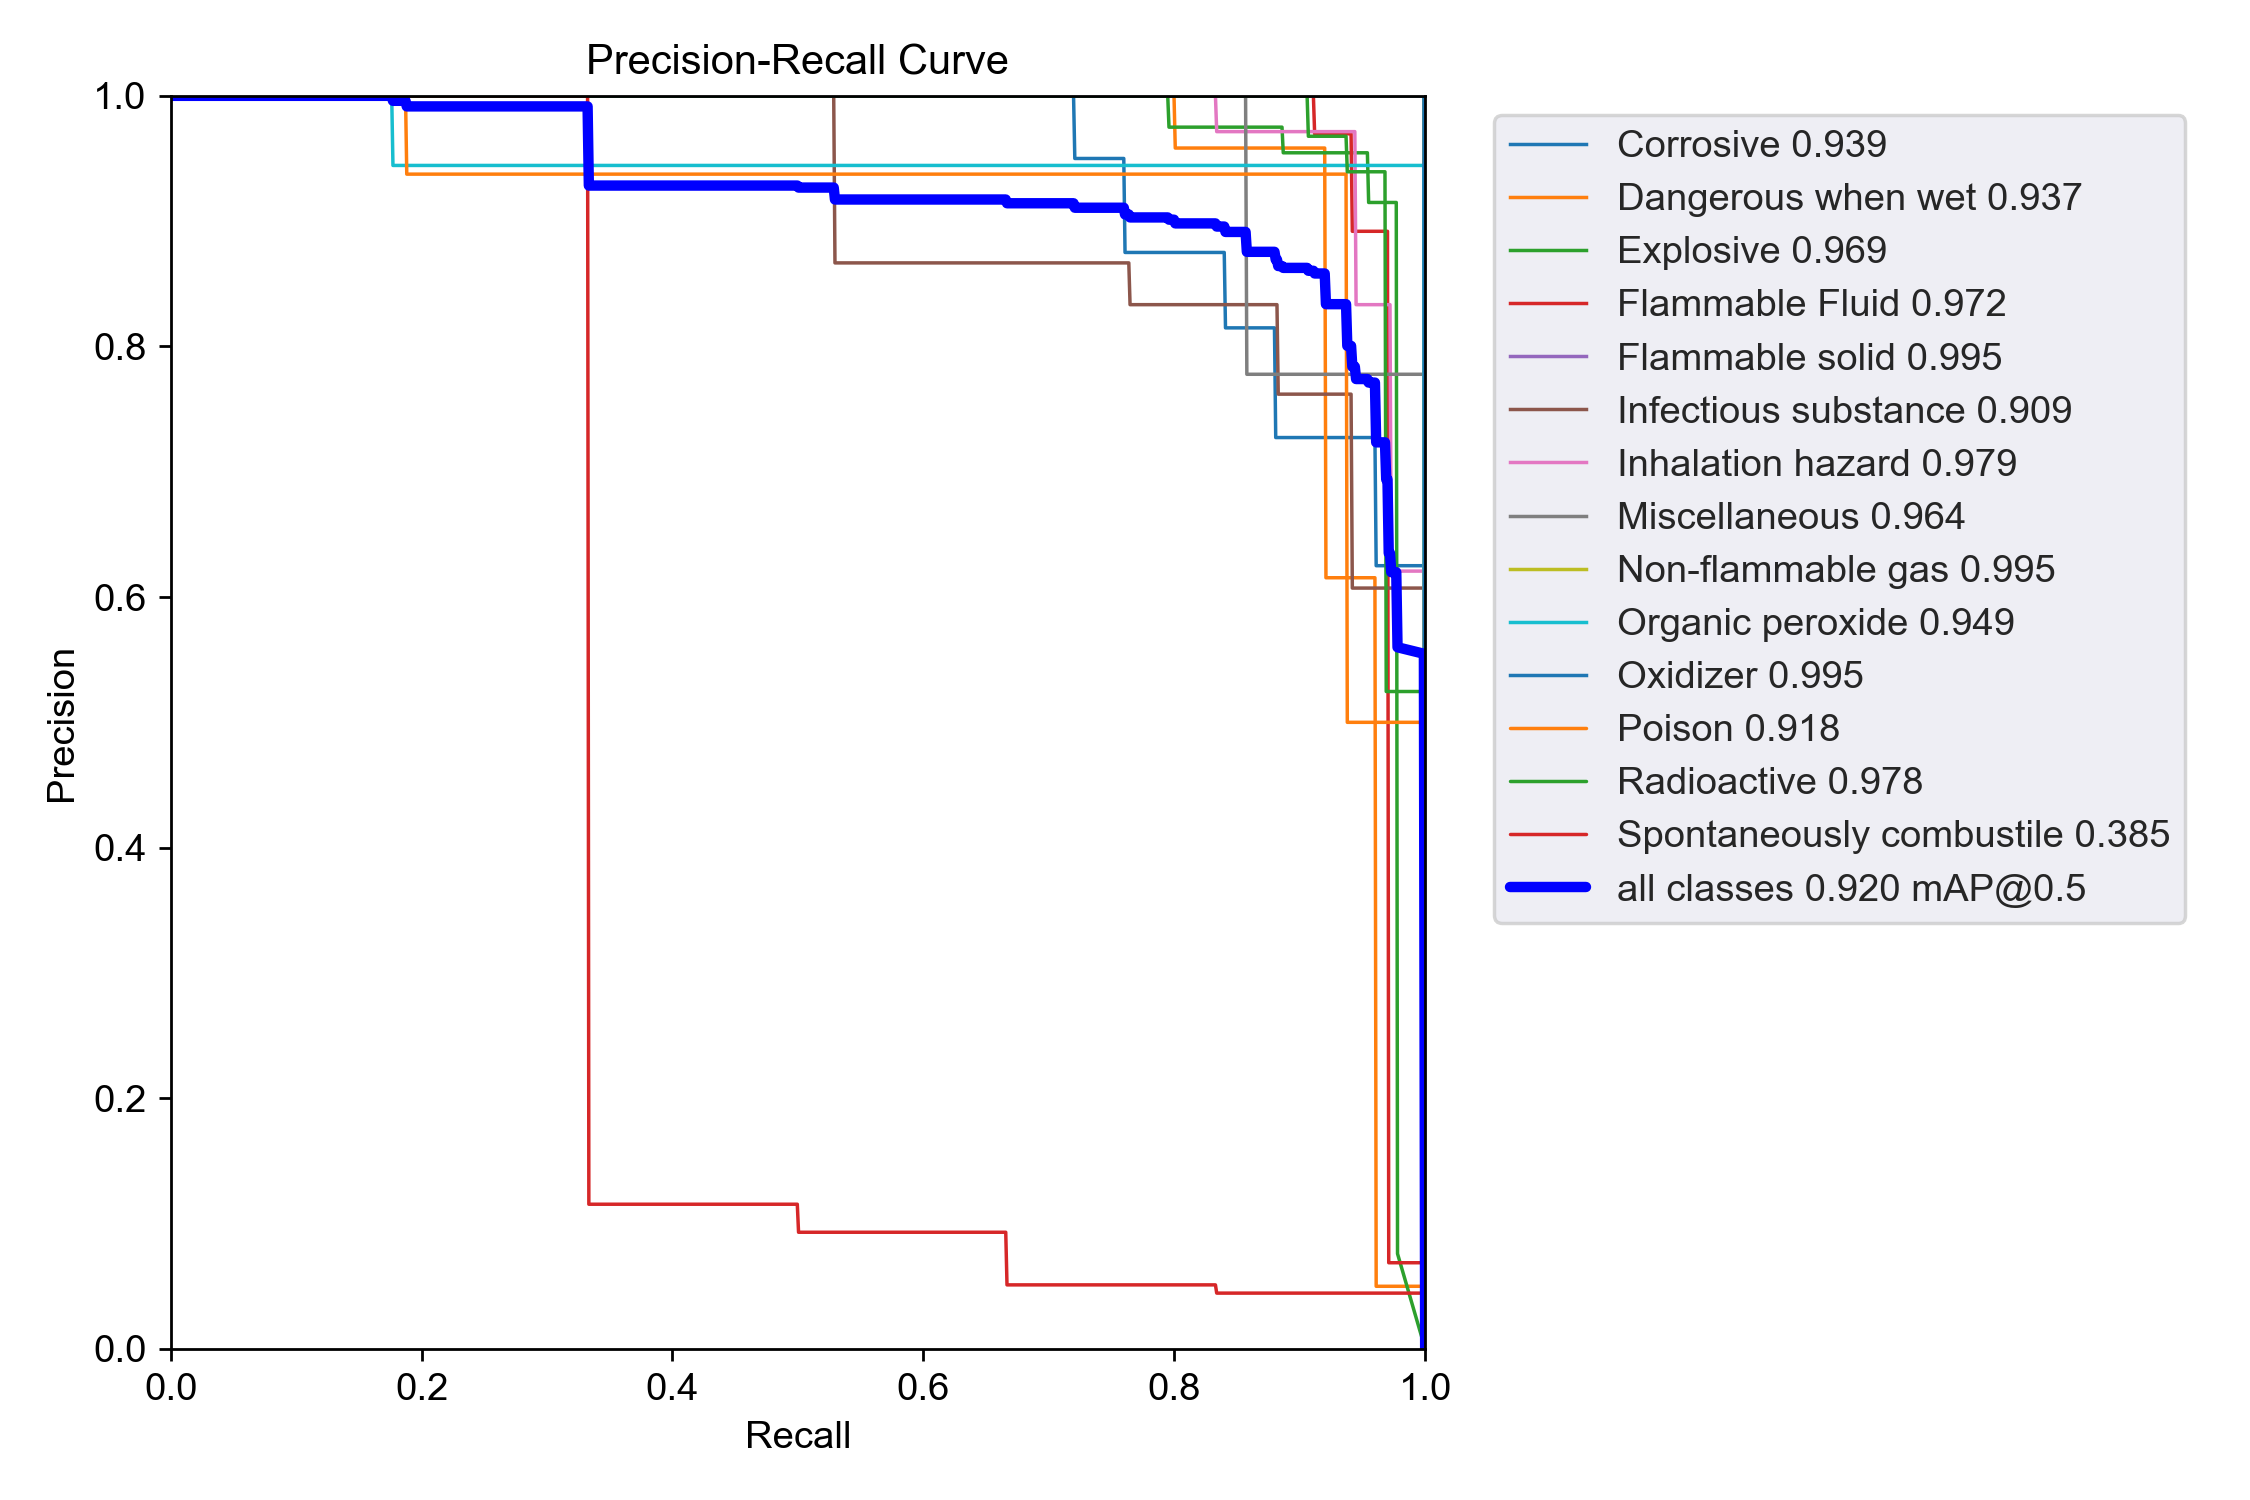 Precision-Recall Curve
1.0
0.8
0.6
0.4
0.2
0.0
Precision
0.0 0.2 0.4 0.6 0.8 1.0
Recall
Corrosive 0.939
Dangerous when wet 0.937
Explosive 0.969
Flammable Fluid 0.972
Flammable solid 0.995
Infectious substance 0.909
Inhalation hazard 0.979
Miscellaneous 0.964
Non-flammable gas 0.995
Organic peroxide 0.949
Oxidizer 0.995
Poison 0.918
Radioactive 0.978
Spontaneously combustile 0.385
all classes 0.920 mAP@0.5